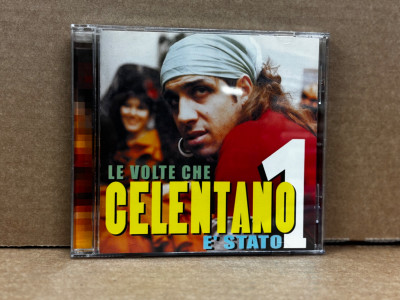 LE VOLTE CHE
CELENTANO
E' STATO 1